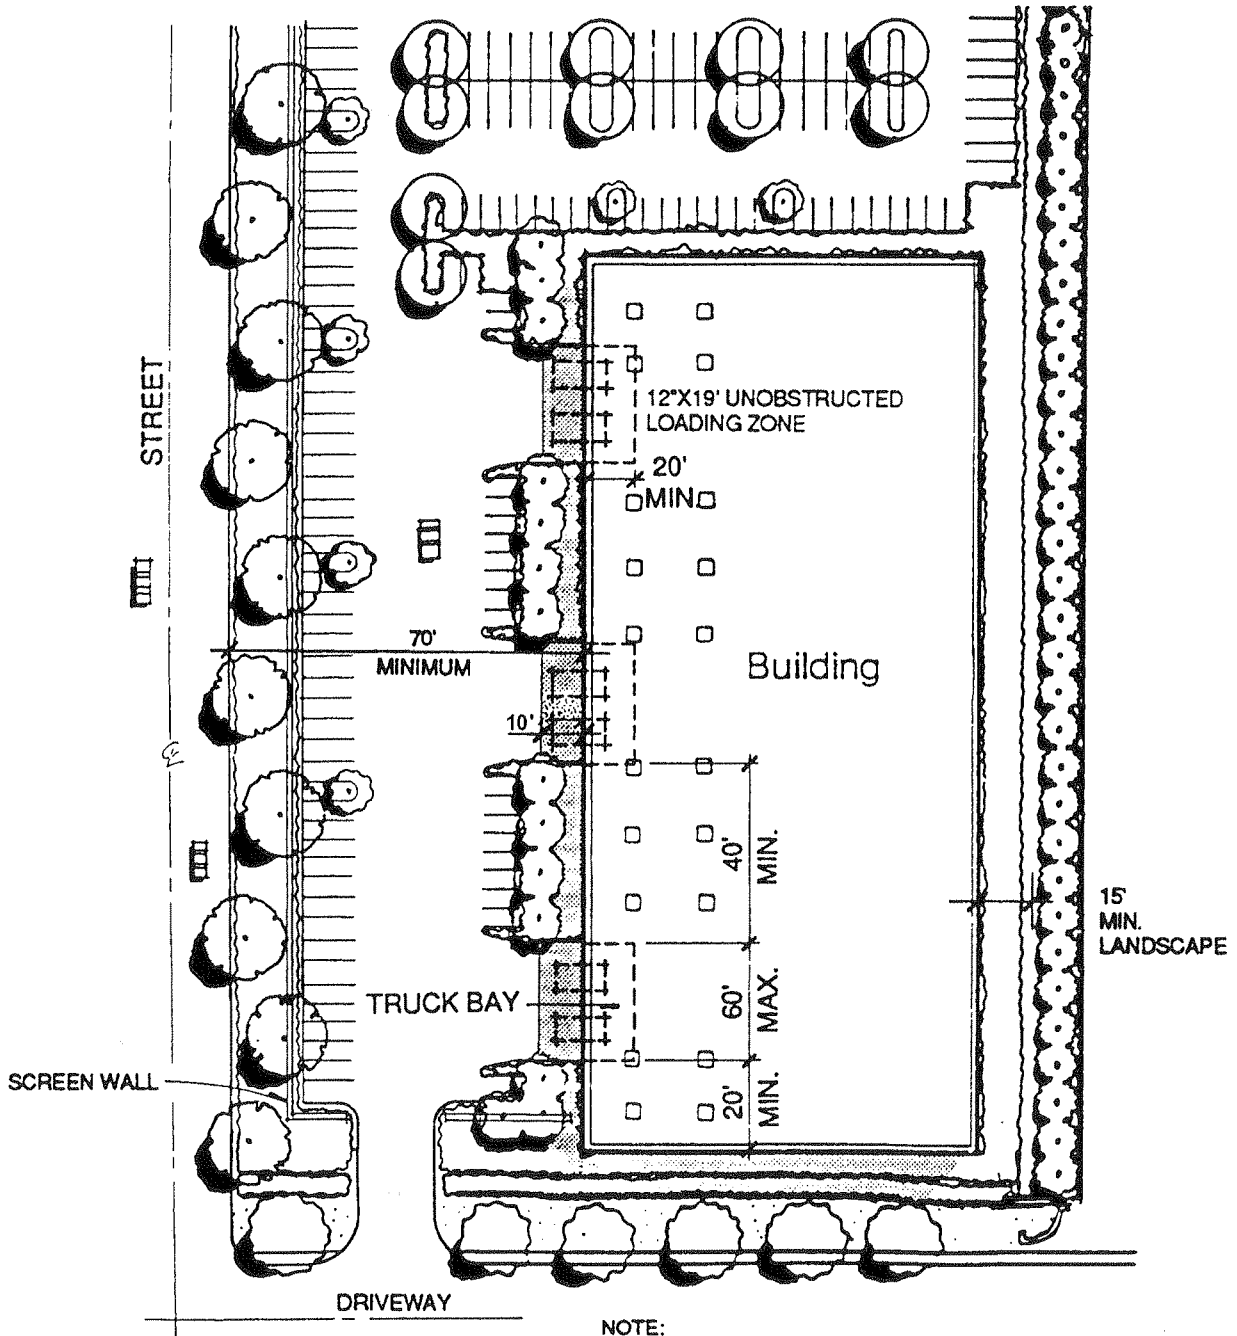 STREET
12"X19' UNOBSTRUCTED
LOADING ZONE
20'
MIN.
70'
MINIMUM
Building
10'
40'
MIN.
15'
MIN.
LANDSCAPE
TRUCK BAY
60'
MAX.
SCREEN WALL
20'
MIN.
DRIVEWAY
NOTE: